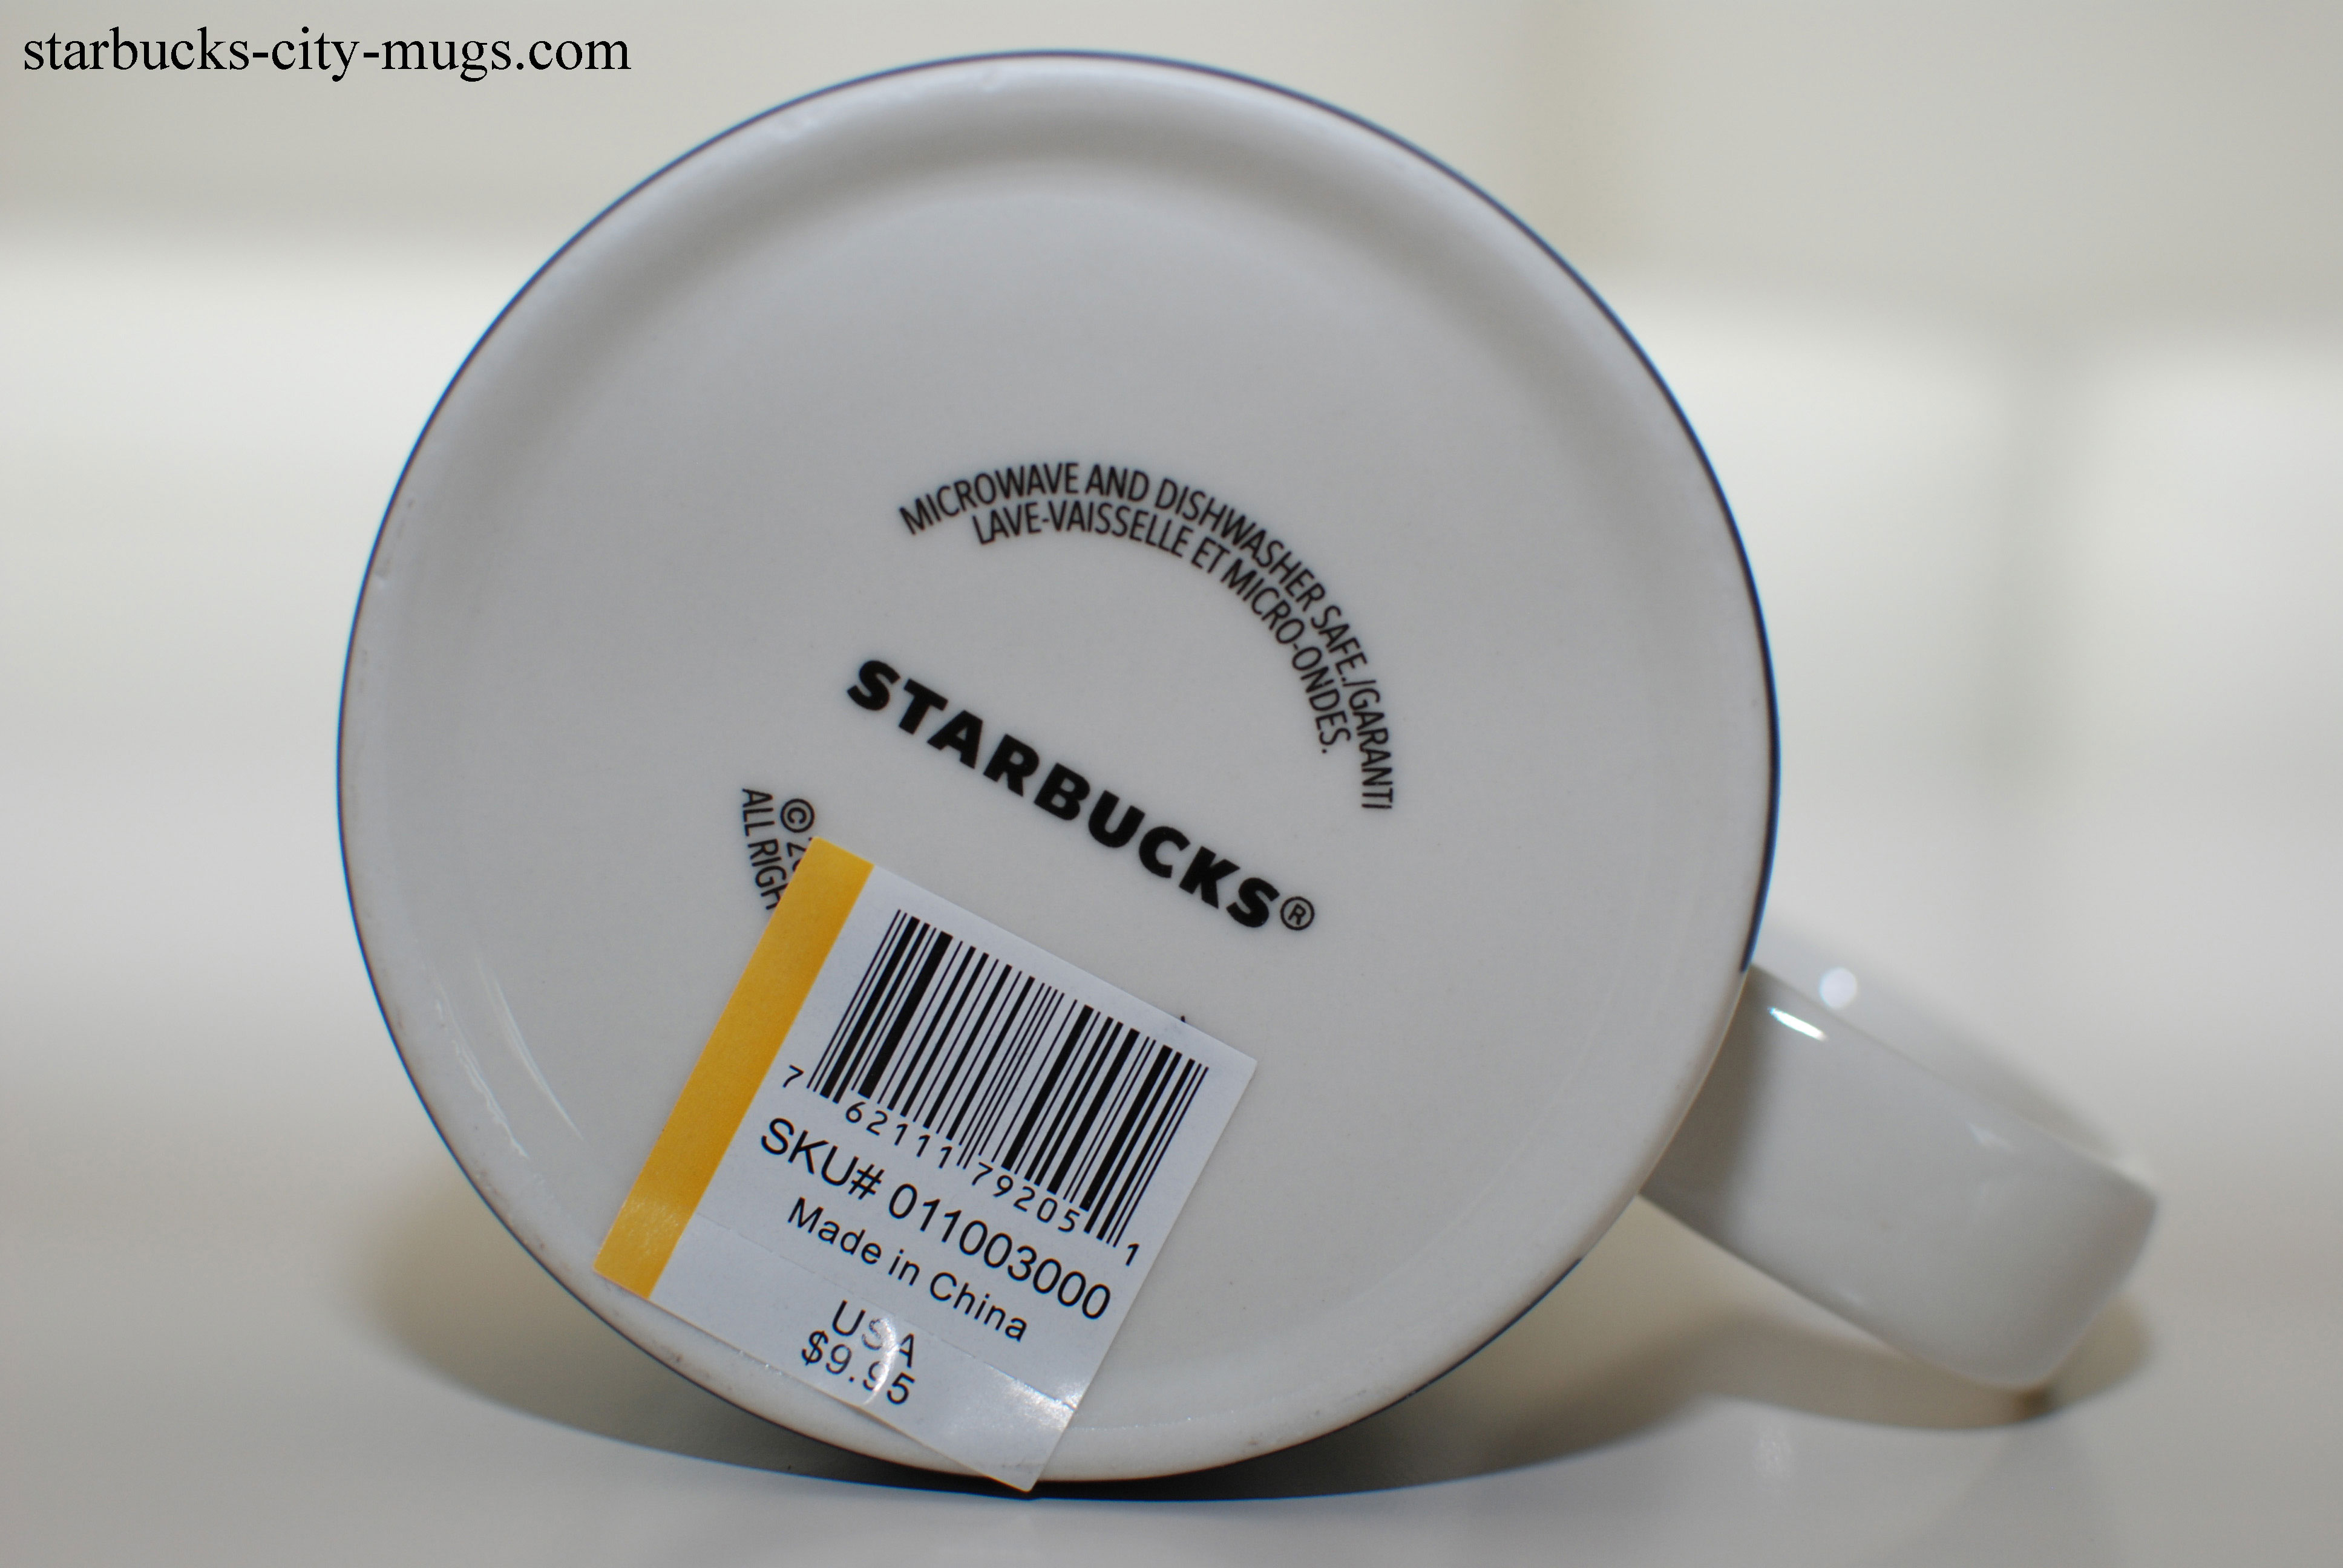 starbucks-city-mugs.com
MICROWAVE AND DISHWASHER SAFE./GARANTI
LAVE-VAISSELLE ET MICRO-ONDES.
STARBUCKS®
©
ALL RIGH
7 62111 79205 1
SKU# 011003000
Made in China
USA
$9.95